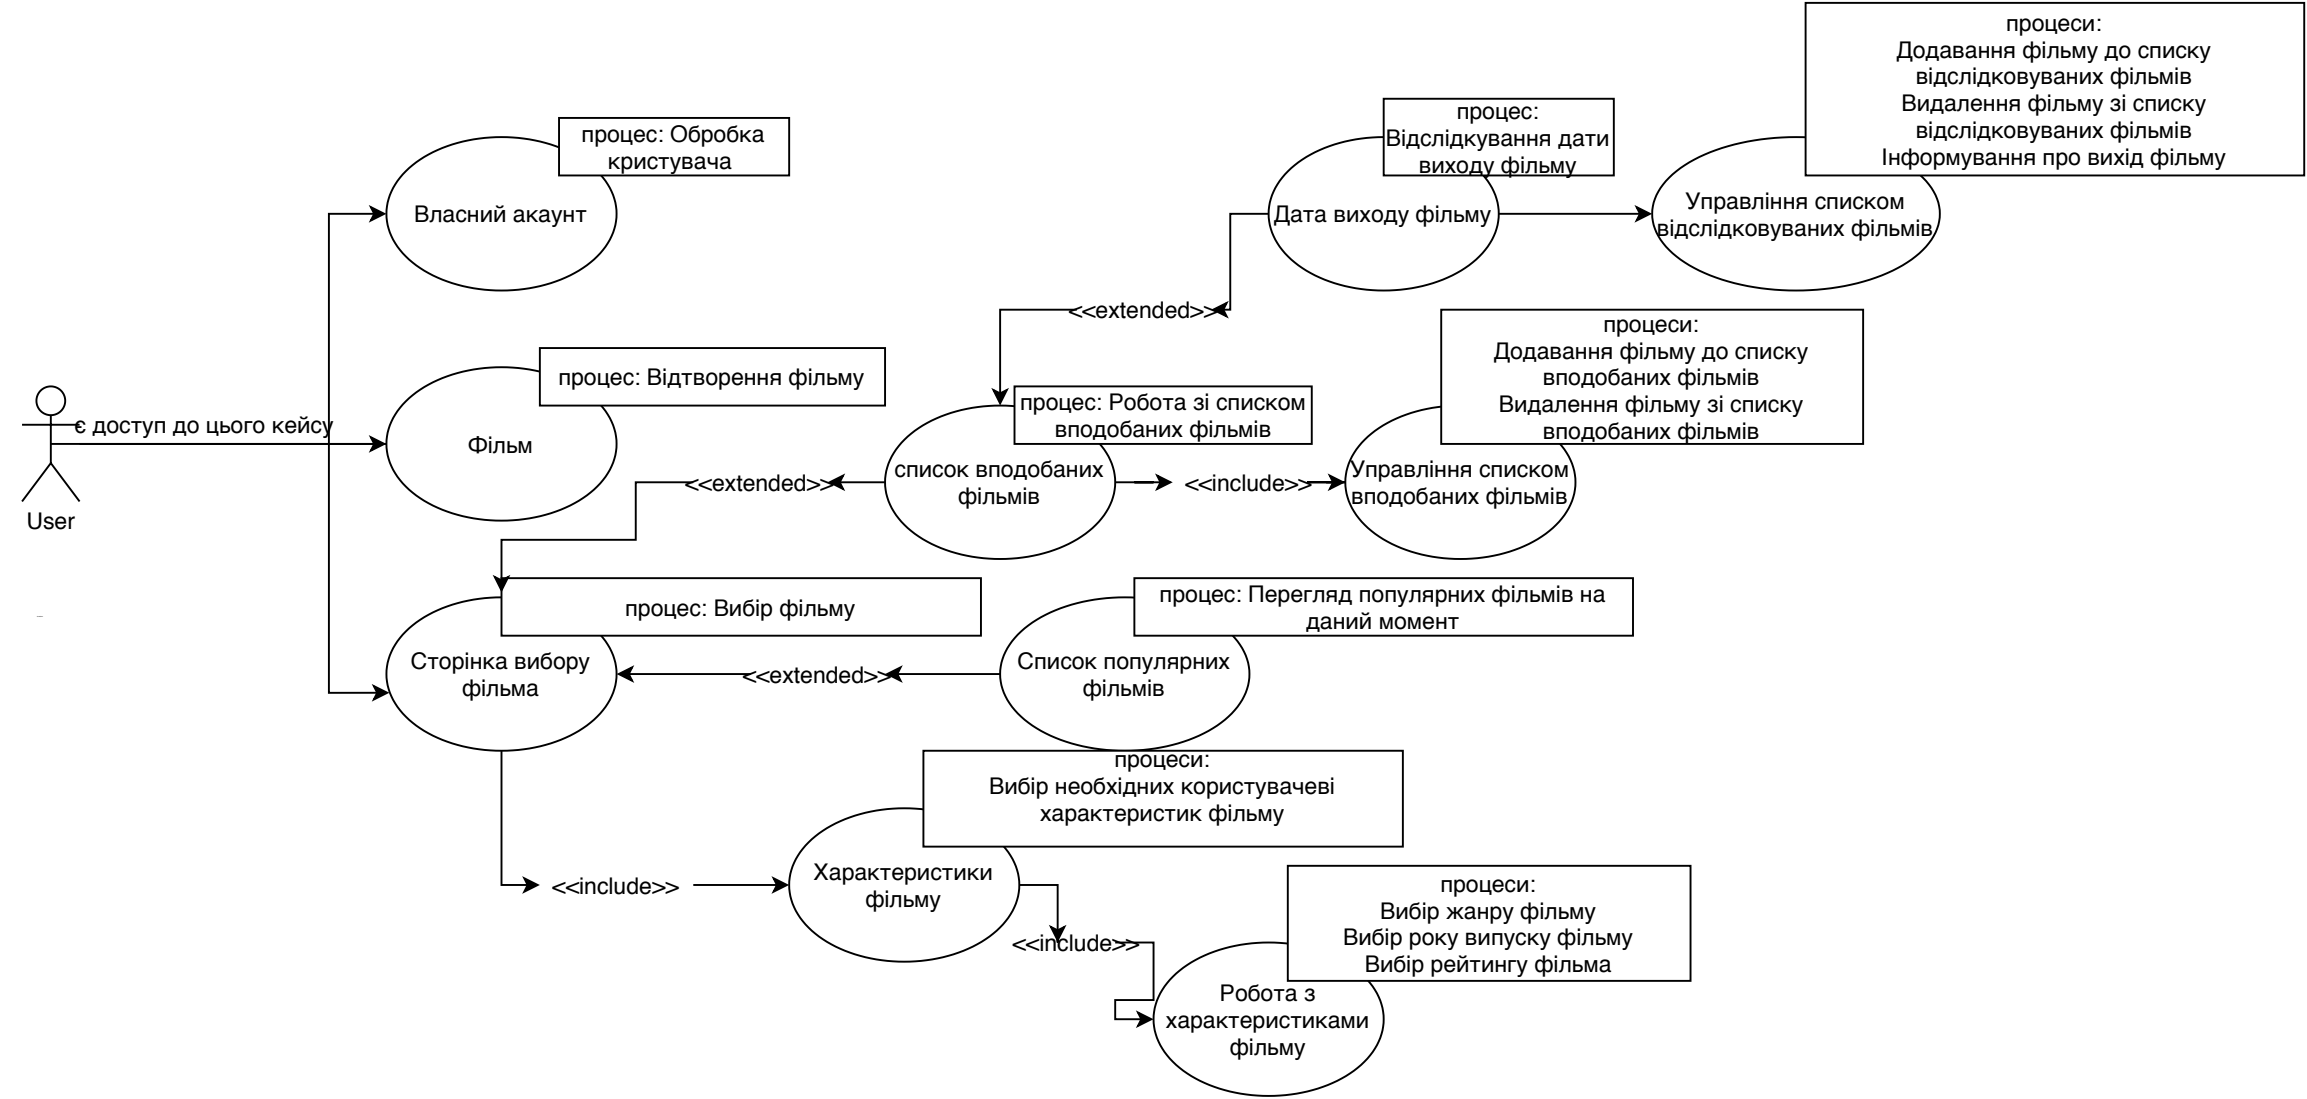 процеси:
Додавання фільму до списку
відслідковуваних фільмів
Видалення фільму зі списку
відслідковуваних фільмів
Інформування про вихід фільму
процес:
Відслідкування дати
виходу фільму
процес: Обробка
кристувача
Власний акаунт
Дата виходу фільму
Управління списком
відслідковуваних фільмів
<<extended>>
процеси:
Додавання фільму до списку
вподобаних фільмів
Видалення фільму зі списку
вподобаних фільмів
процес: Відтворення фільму
процес: Робота зі списком
вподобаних фільмів
є доступ до цього кейсу
Фільм
User
<<extended>>
список вподобаних
фільмів
<<include>>
Управління списком
вподобаних фільмів
процес: Вибір фільму
процес: Перегляд популярних фільмів на
даний момент
Сторінка вибору
фільма
<<extended>>
Список популярних
фільмів
процеси:
Вибір необхідних користувачеві
характеристик фільму
<<include>>
Характеристики
фільму
<<include>>
процеси:
Вибір жанру фільму
Вибір року випуску фільму
Вибір рейтингу фільма
Робота з
характеристиками
фільму